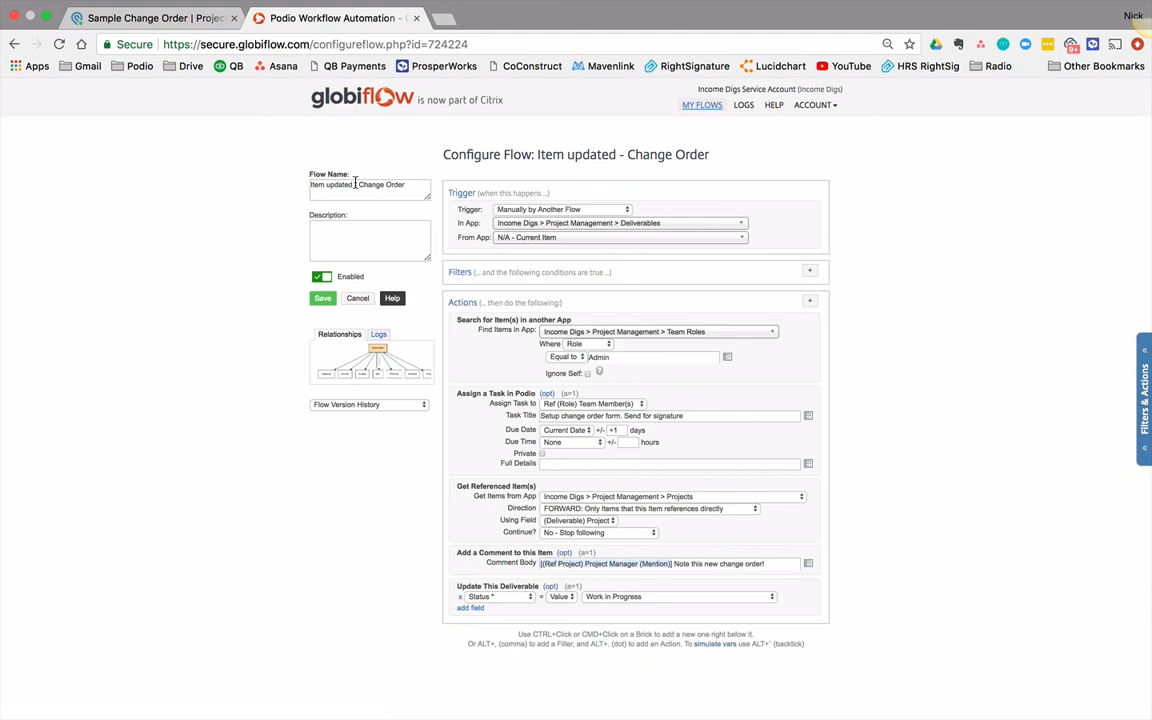 Nick
Sample Change Order | Projec
Podio Workflow Automation -
Secure
https://secure.globiflow.com/configureflow.php?id=724224
Apps
Gmail
Podio
Drive
QB
Asana
QB Payments
ProsperWorks
CoConstruct
Mavenlink
RightSignature
Lucidchart
YouTube
HRS RightSig
Radio
Other Bookmarks
globiflow is now part of Citrix
Income Digs Service Account (Income Digs)
MY FLOWS LOGS HELP ACCOUNT
Configure Flow: Item updated - Change Order
Flow Name:
Item updated - Change Order
Description:
Enabled
Save Cancel Help
Relationships Logs
Flow Version History
Trigger (when this happens ..)
Trigger: Manually by Another Flow
In App: Income Digs > Project Management > Deliverables
From App: N/A - Current Item
Filters (.. and the following conditions are true ..) +
Actions (.. then do the following:) +
Search for Item(s) in another App
Find Items in App: Income Digs > Project Management > Team Roles
Where Role
Equal to Admin
Ignore Self: ?
Assign a Task in Podio (opt) (a=1)
Assign Task to Ref (Role) Team Member(s)
Task Title Setup change order form. Send for signature
Due Date Current Date +/- +1 days
Due Time None +/- hours
Private
Full Details
Get Referenced Item(s)
Get Items from App Income Digs > Project Management > Projects
Direction FORWARD: Only Items that this Item references directly
Using Field (Deliverable) Project
Continue? No - Stop following
Add a Comment to this Item (opt) (a=1)
Comment Body [(Ref Project) Project Manager (Mention)] Note this new change order!
Update This Deliverable (opt) (a=1)
x Status * = Value Work in Progress
add field
Use CTRL+Click or CMD+Click on a Brick to add a new one right below it.
Or ALT+, (comma) to add a Filter, and ALT+. (dot) to add an Action. To simulate vars use ALT+` (backtick)
Filters & Actions